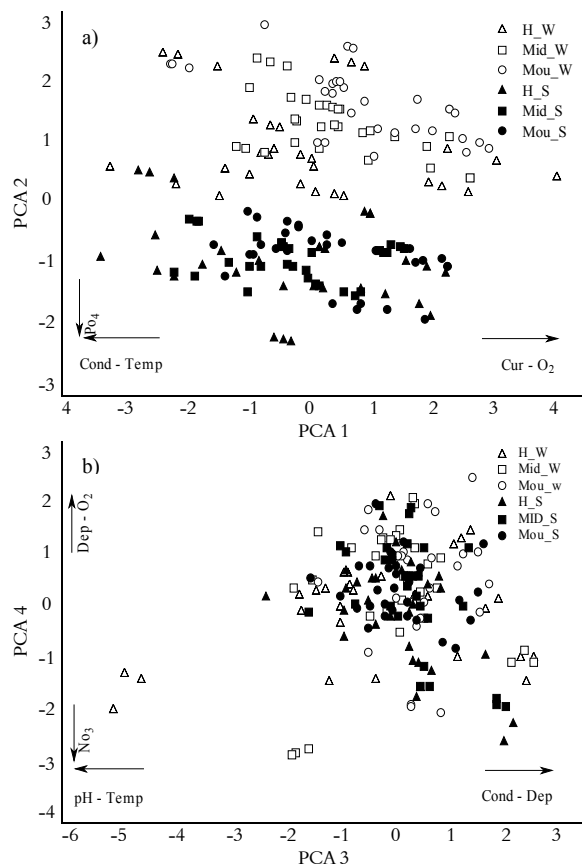 a)
H_W
Mid_W
Mou_W
H_S
Mid_S
Mou_S
3
2
1
0
-1
-2
-3
PCA 2
Po4
Cond - Temp
Cur - O2
4 -3 -2 -1 0 1 2 3 4
PCA 1
b)
H_W
Mid_W
Mou_w
H_S
MID_S
Mou_S
3
2
1
0
-1
-2
-3
-4
PCA 4
Dep - O2
No3
pH - Temp
Cond - Dep
-6 -5 -4 -3 -2 -1 0 1 2 3
PCA 3